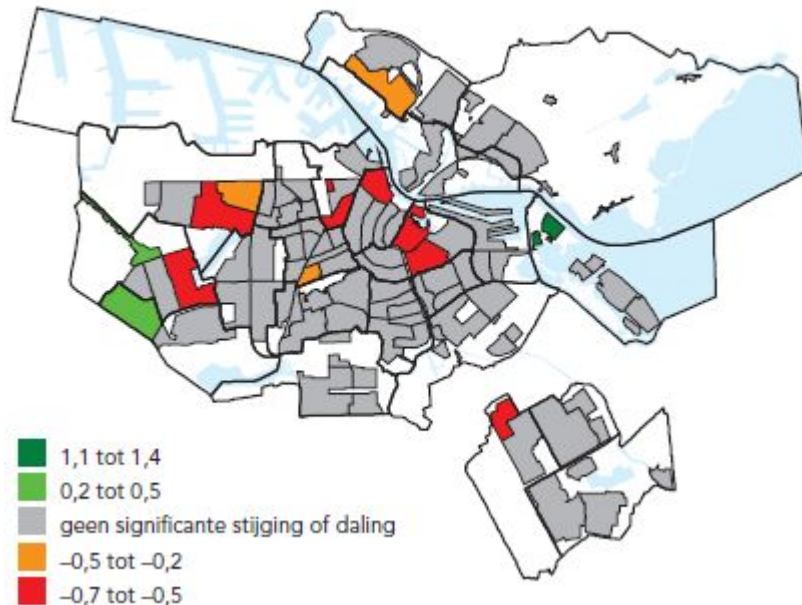 1,1 tot 1,4
0,2 tot 0,5
geen significante stijging of daling
–0,5 tot –0,2
–0,7 tot –0,5